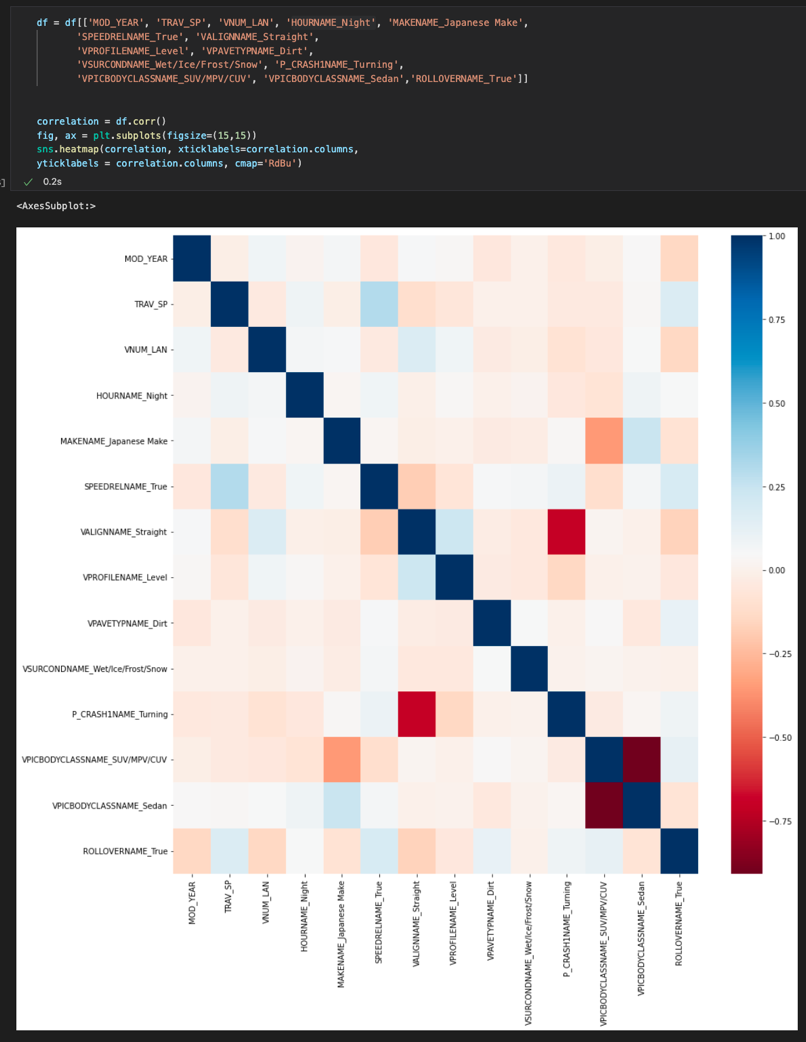 df = df[['MOD_YEAR', 'TRAV_SP', 'VNUM_LAN', 'HOURNAME_Night', 'MAKENAME_Japanese Make',
'SPEEDRELNAME_True', 'VALIGNNAME_Straight',
'VPROFILENAME_Level', 'VPAVETYPNAME_Dirt',
'VSURCONDNAME_Wet/Ice/Frost/Snow', 'P_CRASH1NAME_Turning',
'VPICBODYCLASSNAME_SUV/MPV/CUV', 'VPICBODYCLASSNAME_Sedan','ROLLOVERNAME_True']]
correlation = df.corr()
fig, ax = plt.subplots(figsize=(15,15))
sns.heatmap(correlation, xticklabels=correlation.columns,
yticklabels = correlation.columns, cmap='RdBu')
] ✓ 0.2s
<AxesSubplot:>
MOD_YEAR
TRAV_SP
VNUM_LAN
HOURNAME_Night
MAKENAME_Japanese Make
SPEEDRELNAME_True
VALIGNNAME_Straight
VPROFILENAME_Level
VPAVETYPNAME_Dirt
VSURCONDNAME_Wet/Ice/Frost/Snow
P_CRASH1NAME_Turning
VPICBODYCLASSNAME_SUV/MPV/CUV
VPICBODYCLASSNAME_Sedan
ROLLOVERNAME_True
MOD_YEAR
TRAV_SP
VNUM_LAN
HOURNAME_Night
MAKENAME_Japanese Make
SPEEDRELNAME_True
VALIGNNAME_Straight
VPROFILENAME_Level
VPAVETYPNAME_Dirt
VSURCONDNAME_Wet/Ice/Frost/Snow
P_CRASH1NAME_Turning
VPICBODYCLASSNAME_SUV/MPV/CUV
VPICBODYCLASSNAME_Sedan
ROLLOVERNAME_True
1.00
0.75
0.50
0.25
0.00
−0.25
−0.50
−0.75